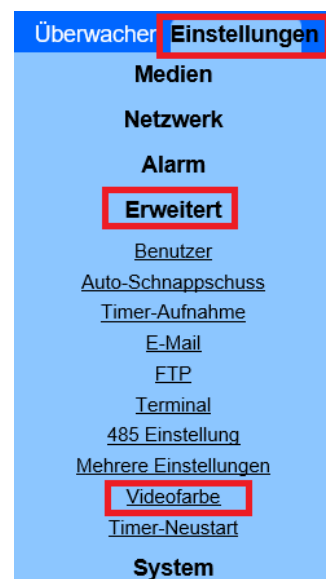 Überwachen Einstellungen
Medien
Netzwerk
Alarm
Erweitert
Benutzer
Auto-Schnappschuss
Timer-Aufnahme
E-Mail
FTP
Terminal
485 Einstellung
Mehrere Einstellungen
Videofarbe
Timer-Neustart
System